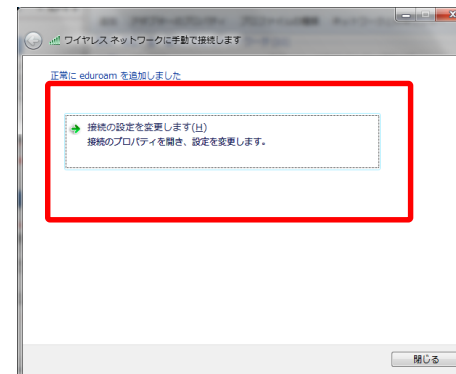 ワイヤレス ネットワークに手動で接続します
正常に eduroam を追加しました
接続の設定を変更します(H)
接続のプロパティを開き、設定を変更します。
閉じる